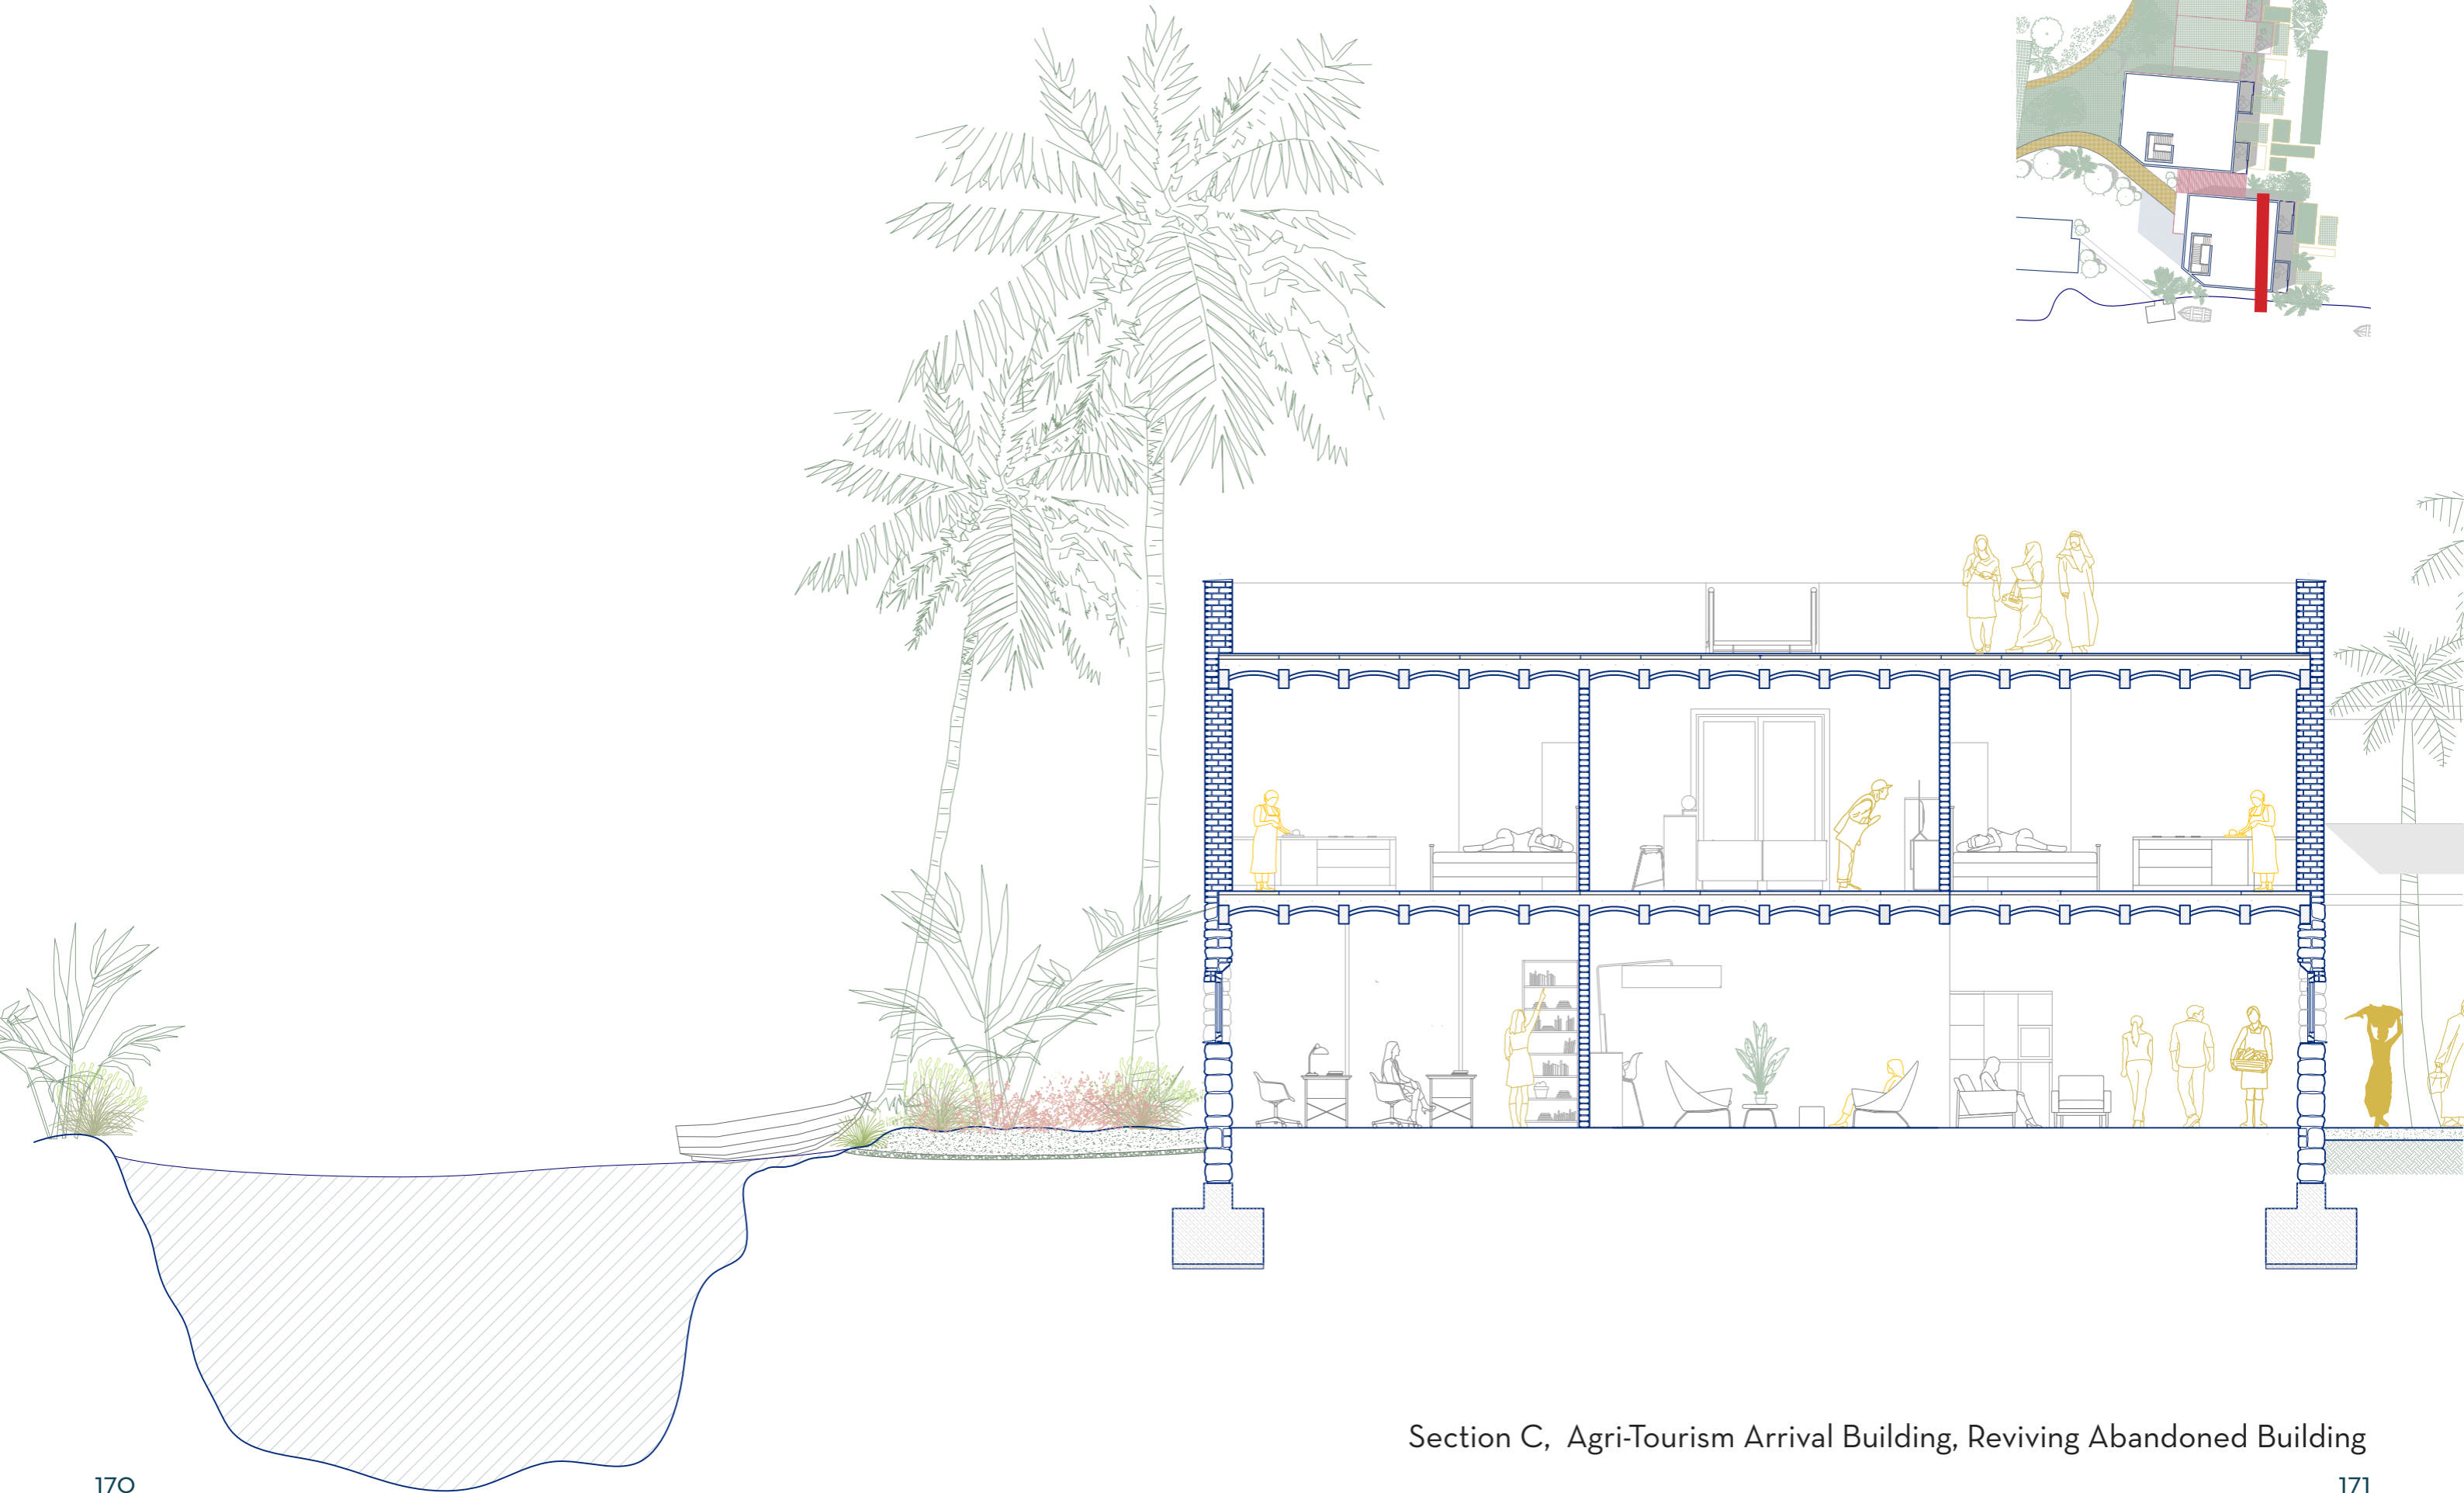 Section C, Agri-Tourism Arrival Building, Reviving Abandoned Building
170
171